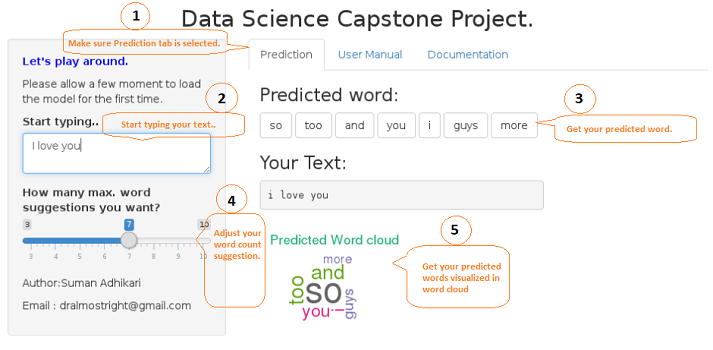 Data Science Capstone Project.
1
Make sure Prediction tab is selected.
Let's play around.
Please allow a few moment to load
the model for the first time.
2
Start typing..
Start typing your text..
I love you
How many max. word
suggestions you want?
3 7 10
3 4 5 6 7 8 9 10
4
Adjust your
word count
suggestion.
Author:Suman Adhikari
Email : dralmostright@gmail.com
Prediction User Manual Documentation
Predicted word:
so too and you i guys more
3
Get your predicted word.
Your Text:
i love you
Predicted Word cloud
more
and
too
so
guys
you
i
5
Get your predicted
words visualized in
word cloud